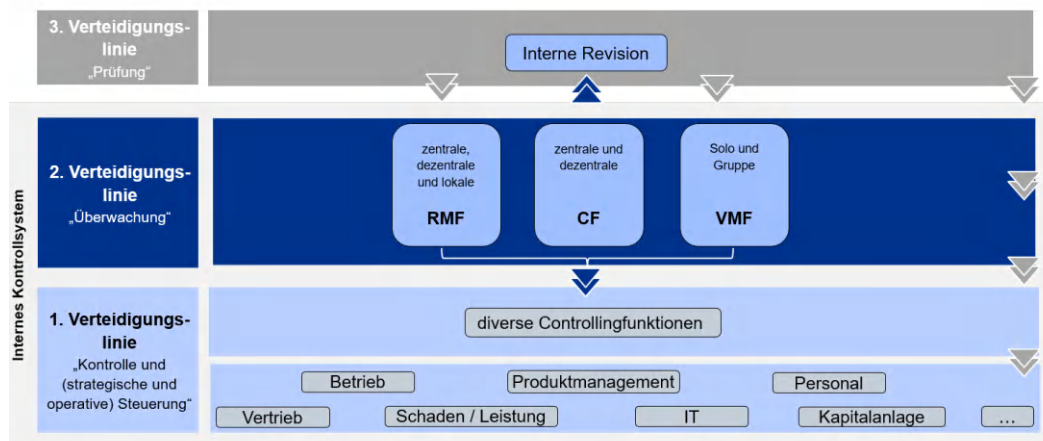 3. Verteidigungs-
linie
„Prüfung“
Interne Revision
Internes Kontrollsystem
2. Verteidigungs-
linie
„Überwachung“
zentrale,
dezentrale
und lokale
RMF
zentrale und
dezentrale
CF
Solo und
Gruppe
VMF
1. Verteidigungs-
linie
„Kontrolle und
(strategische und
operative) Steuerung“
diverse Controllingfunktionen
Betrieb
Produktmanagement
Personal
Vertrieb
Schaden / Leistung
IT
Kapitalanlage
...